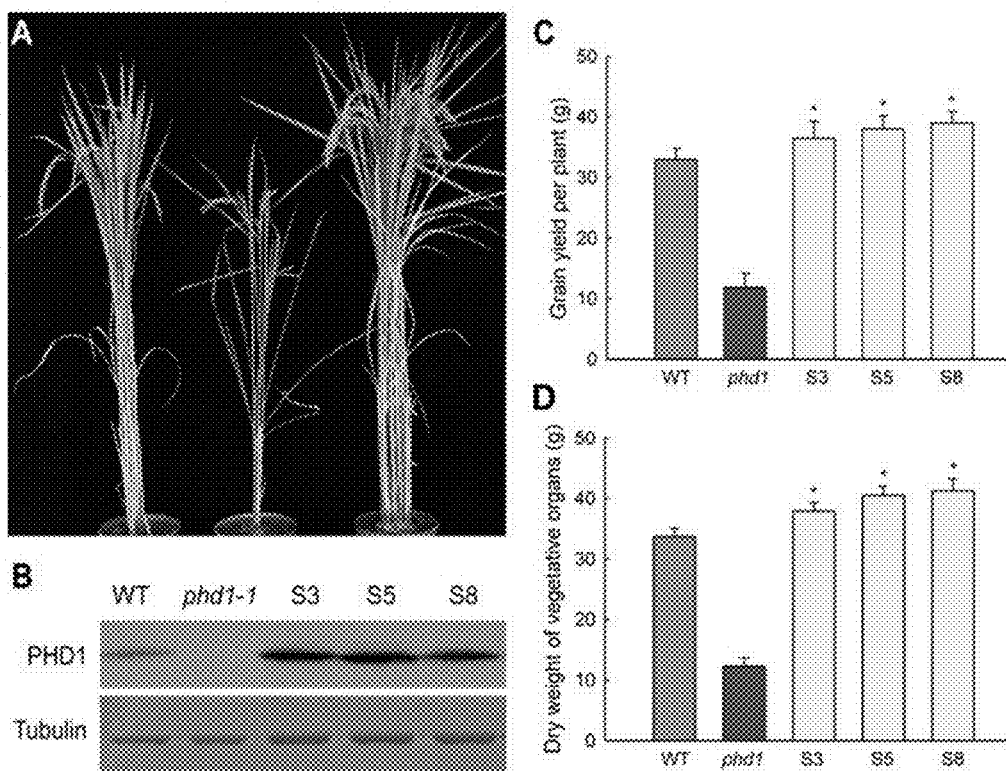 A
B
WT phd1-1 S3 S5 S8
PHD1
Tubulin
C
Grain yield per plant (g)
50
40
30
20
10
0
* * *
WT phd1 S3 S5 S8
D
Dry weight of vegetative organs (g)
50
40
30
20
10
0
* * *
WT phd1 S3 S5 S8